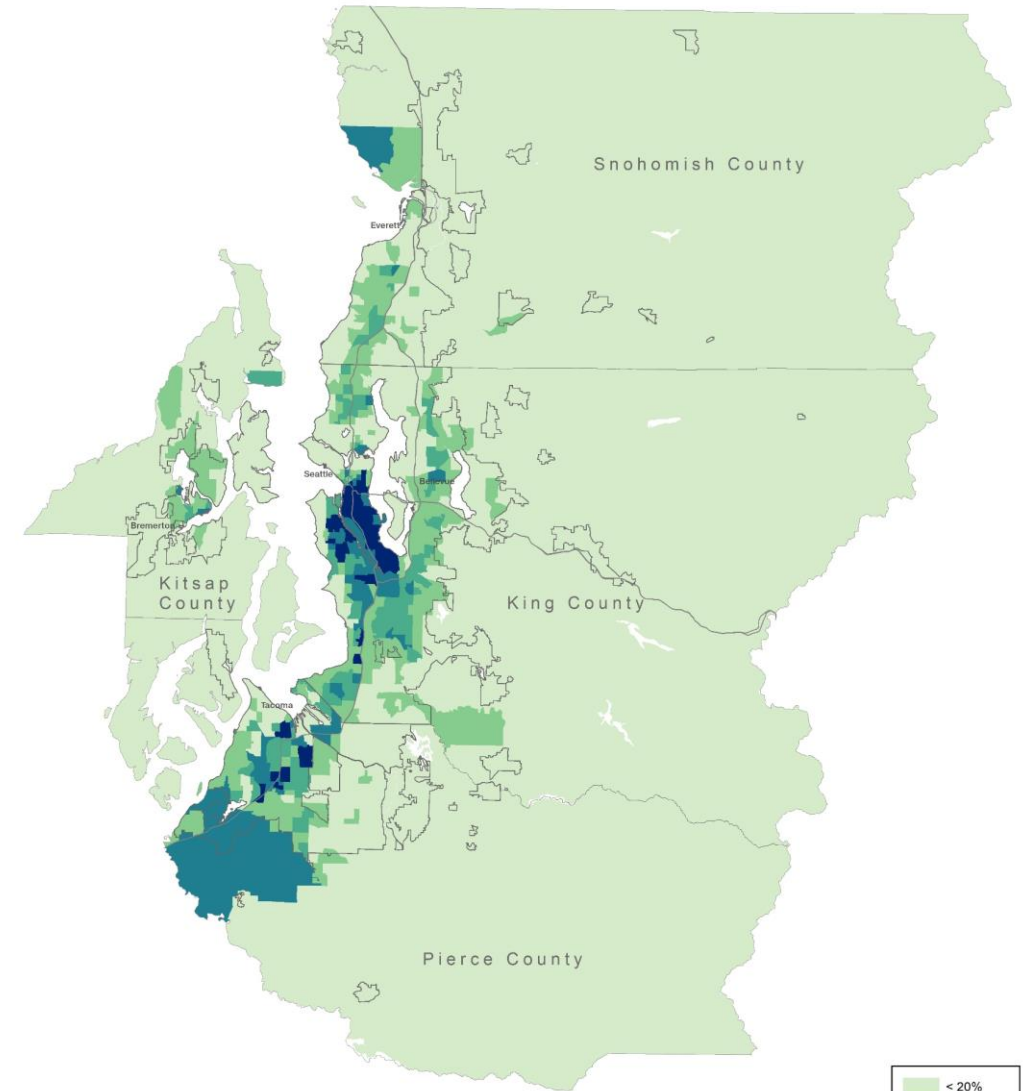 Snohomish County
Everett
Seattle
Bellevue
Bremerton
Kitsap
County
King County
Tacoma
Pierce County
< 20%